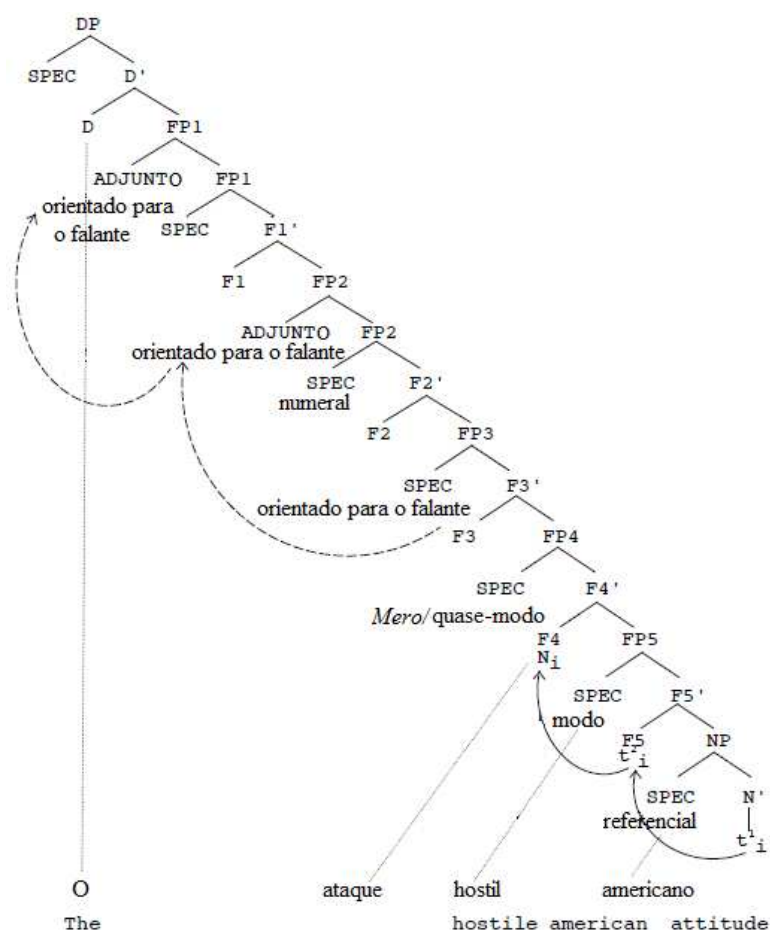 DP
SPEC D'
D FP1
ADJUNTO FP1
orientado para
o falante
SPEC F1'
F1 FP2
ADJUNTO FP2
orientado para o falante
SPEC F2'
numeral
F2 FP3
SPEC F3'
orientado para o falante
F3 FP4
SPEC F4'
Mero/quase-modo
F4 FP5
Ni
SPEC F5'
modo
F5 NP
t²i
SPEC N'
referencial
t¹i
O ataque hostil americano
The hostile american attitude